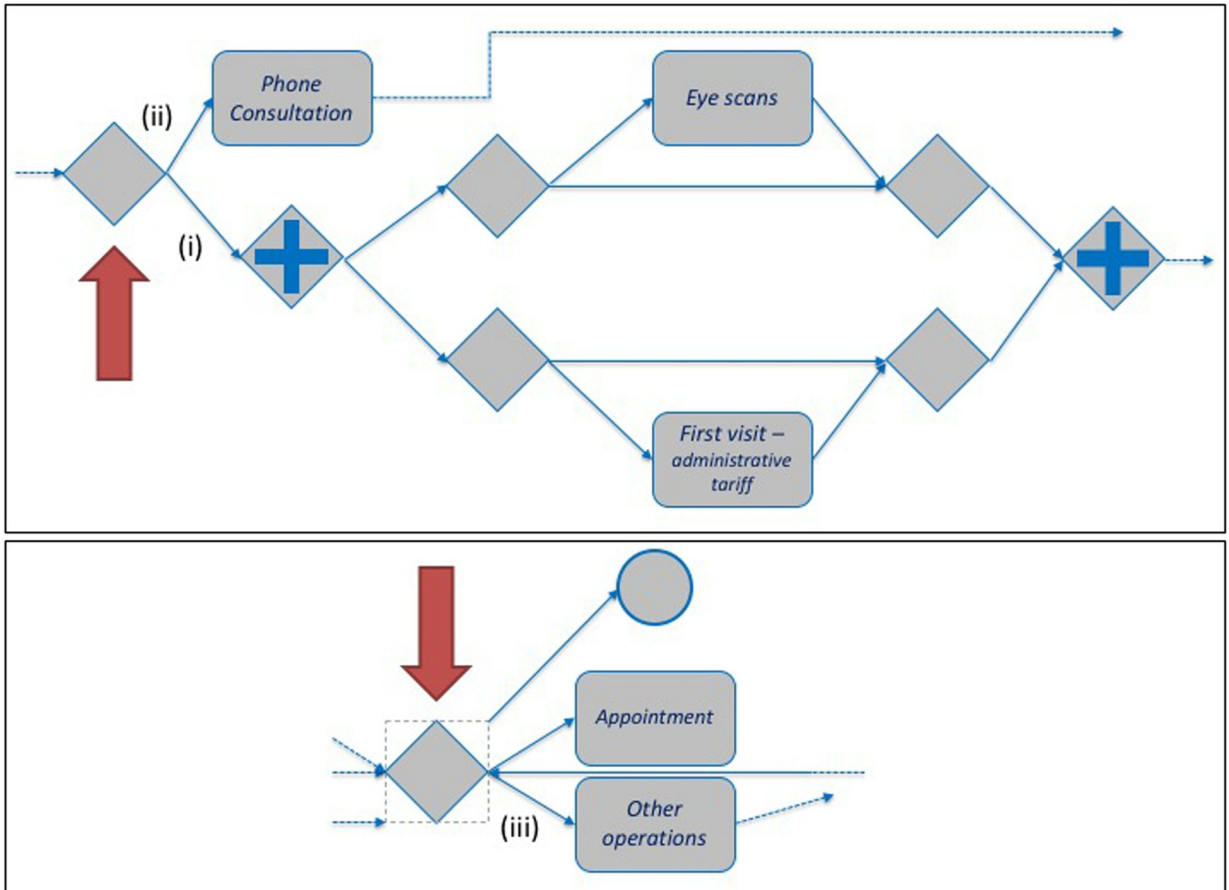 (ii)
Phone
Consultation
Eye scans
(i)
First visit –
administrative
tariff
Appointment
(iii)
Other
operations